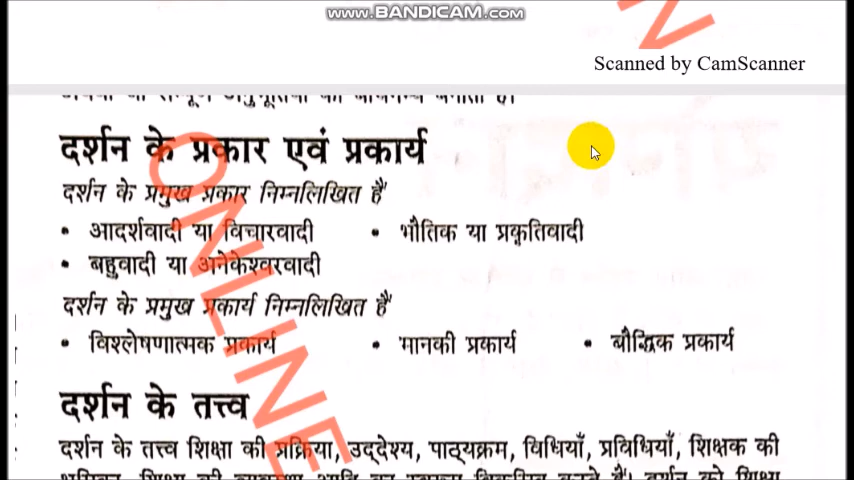 www.BANDICAM.com
Scanned by CamScanner
दर्शन के प्रकार एवं प्रकार्य
दर्शन के प्रमुख प्रकार निम्नलिखित हैं
• आदर्शवादी या विचारवादी • भौतिक या प्रकृतिवादी
• बहुवादी या अनेकेश्वरवादी
दर्शन के प्रमुख प्रकार्य निम्नलिखित हैं
• विश्लेषणात्मक प्रकार्य • मानकी प्रकार्य • बौद्धिक प्रकार्य
दर्शन के तत्त्व
दर्शन के तत्त्व शिक्षा की प्रक्रिया, उद्देश्य, पाठ्यक्रम, विधियाँ, प्रविधियाँ, शिक्षक की
ONLINE